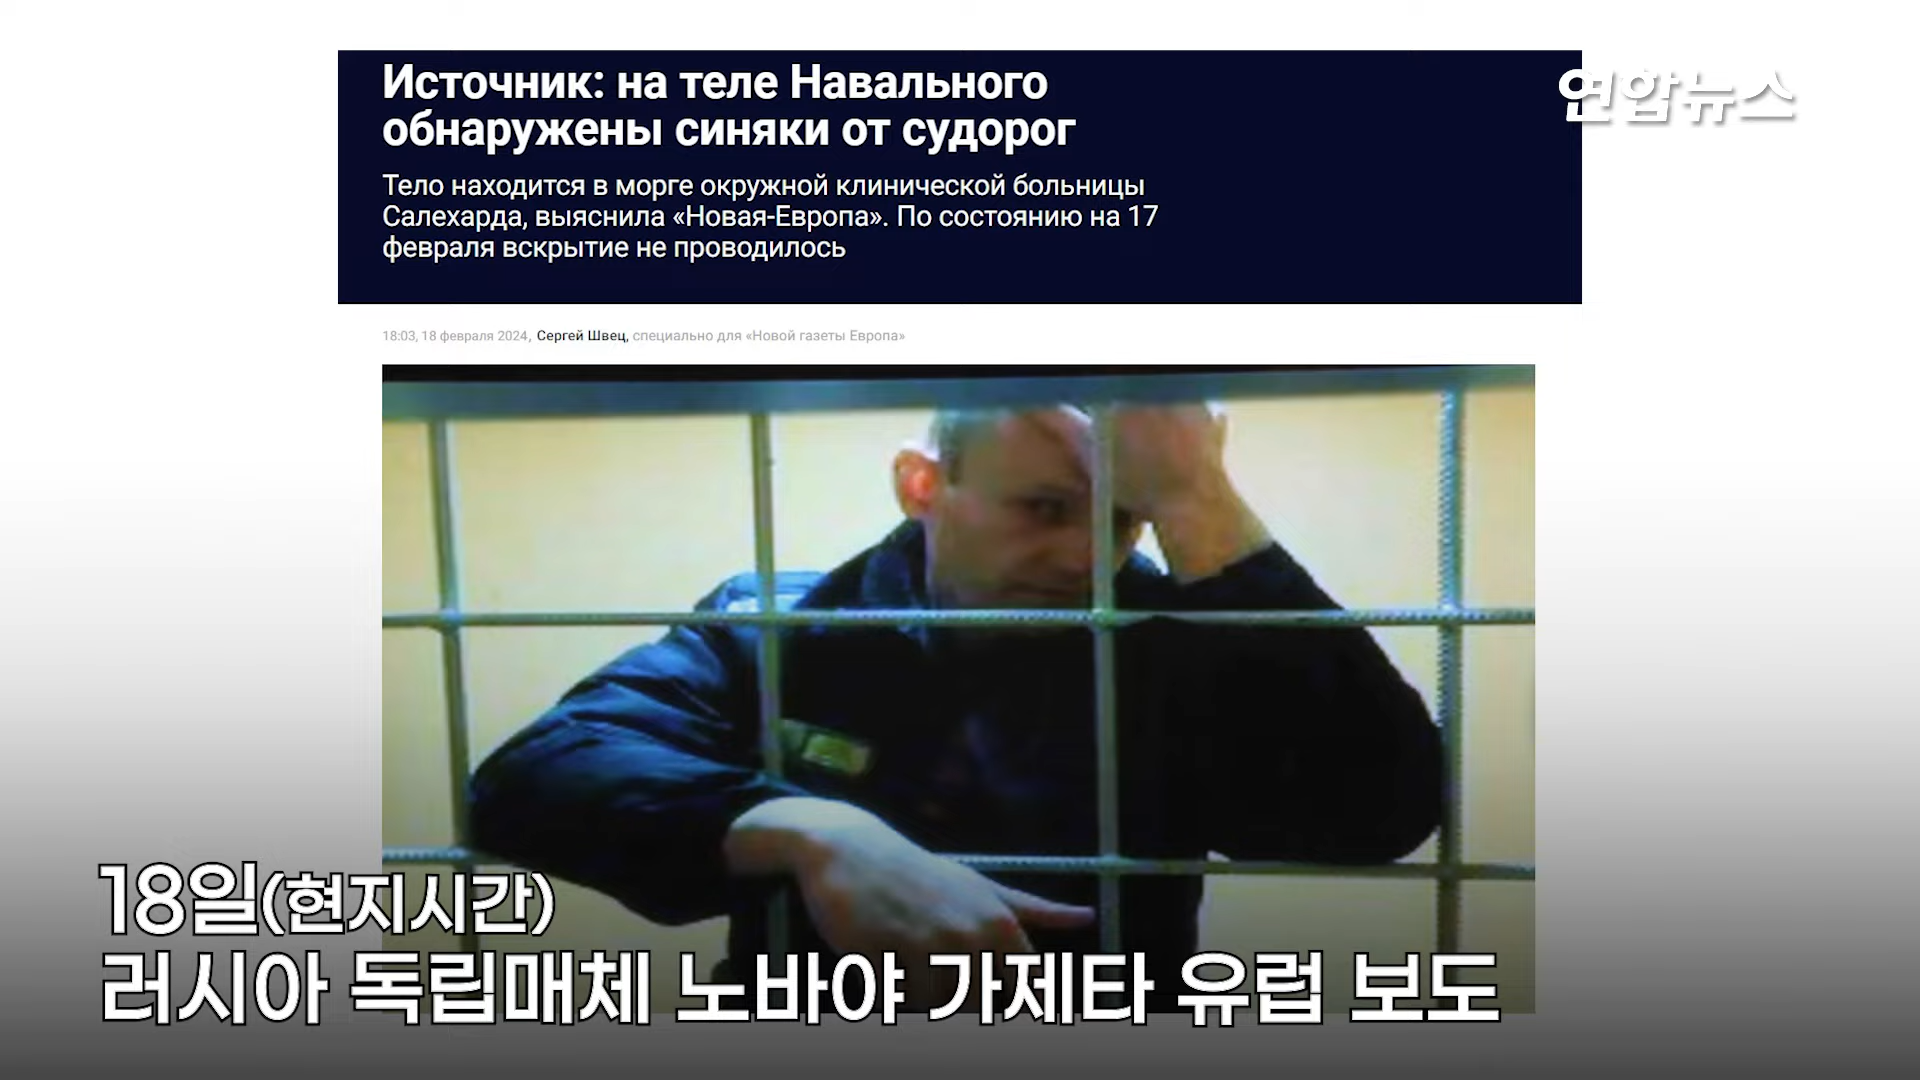 Источник: на теле Навального
обнаружены синяки от судорог
연합뉴스
Тело находится в морге окружной клинической больницы
Салехарда, выяснила «Новая-Европа». По состоянию на 17
февраля вскрытие не проводилось
18:03, 18 февраля 2024, Сергей Швец, специально для «Новой газеты Европа»
18일(현지시간)
러시아 독립매체 노바야 가제타 유럽 보도